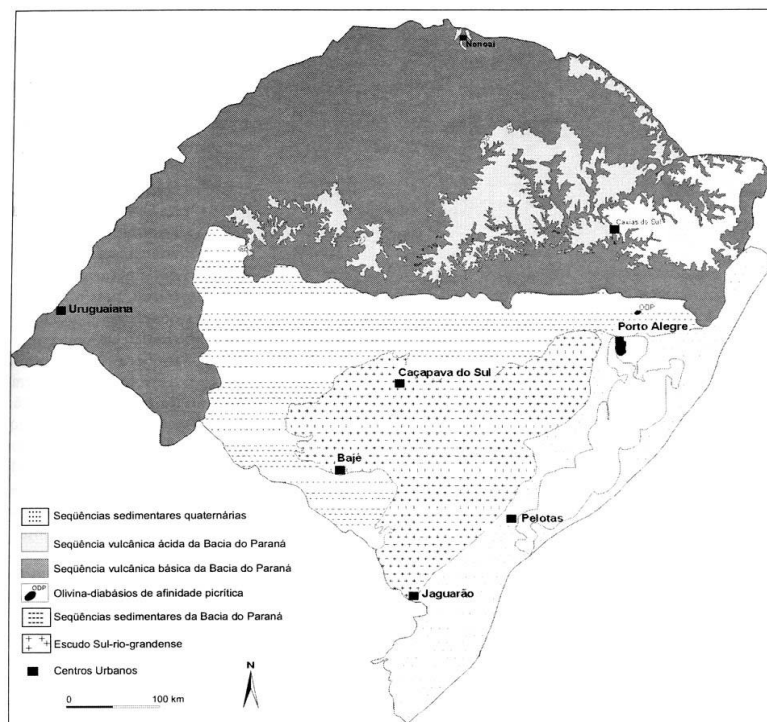 Nonoai
Caxias do Sul
ODP
Uruguaiana
Porto Alegre
Caçapava do Sul
Bajé
Pelotas
Jaguarão
Seqüências sedimentares quaternárias
Seqüência vulcânica ácida da Bacia do Paraná
Seqüência vulcânica básica da Bacia do Paraná
ODP
Olivina-diabásios de afinidade picrítica
Seqüências sedimentares da Bacia do Paraná
Escudo Sul-rio-grandense
Centros Urbanos
N
0 100 km